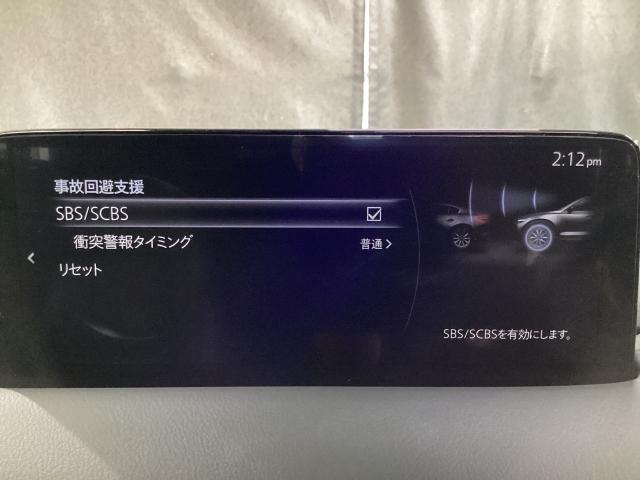 2:12pm
事故回避支援
SBS/SCBS
衝突警報タイミング 普通
リセット
SBS/SCBSを有効にします。